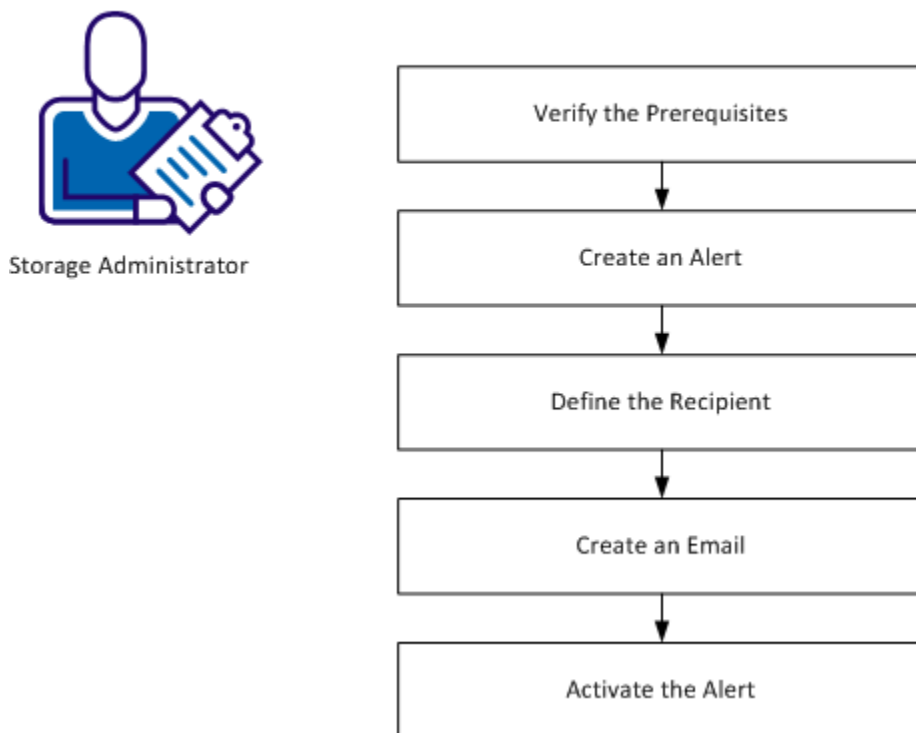 Storage Administrator
Verify the Prerequisites
Create an Alert
Define the Recipient
Create an Email
Activate the Alert